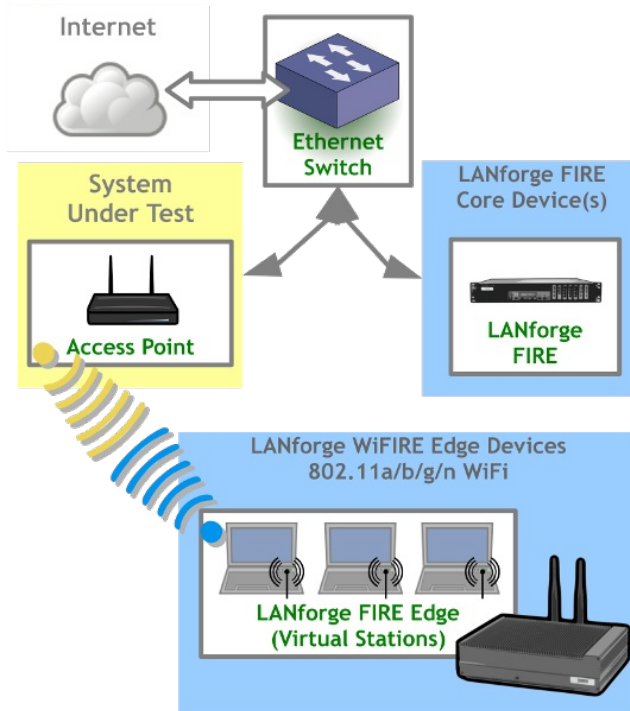 Internet
Ethernet
Switch
System
Under Test
Access Point
LANforge FIRE
Core Device(s)
LANforge
FIRE
LANforge WiFIRE Edge Devices
802.11a/b/g/n WiFi
LANforge FIRE Edge
(Virtual Stations)